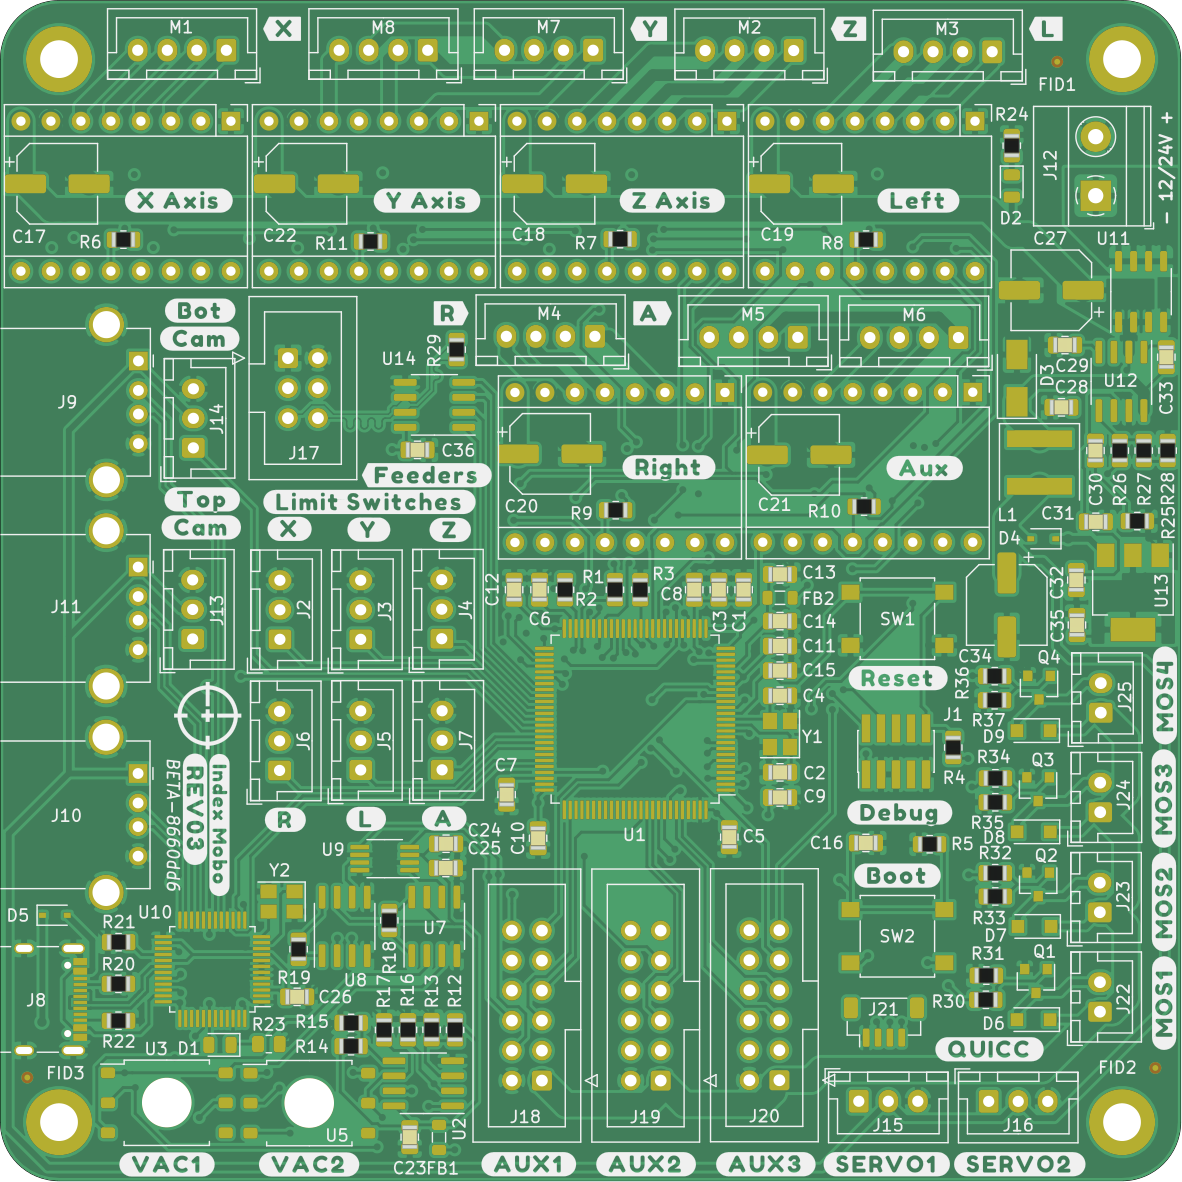 M1
X
M8
M7
Y
M2
Z
M3
L
FID1
- 12/24V +
R24
J12
D2
+
X Axis
C17
R6
+
Y Axis
C22
R11
+
Z Axis
C18
R7
+
Left
C19
R8
C27
+
U11
Bot
Cam
R
M4
A
M5
M6
R29
U14
J9
J14
J17
C36
Feeders
C29
D3
C28
U12
C33
+
Right
C20
R9
+
Aux
C21
R10
Top
Cam
Limit Switches
X
Y
Z
C30
R26
R27
R28
R25
L1
C31
D4
J11
J13
J2
J3
J4
C12
C6
R1
R2
R3
C8
C3
C1
C13
FB2
C14
C11
C15
C4
Y1
C2
C9
SW1
Reset
+
C34
C32
C35
U13
R36
Q4
J25
MOS4
R37
D9
J6
J5
J7
Index Mobo
REV03
BETA-8660dd6
J1
R4
R34
Q3
J24
MOS3
J10
C7
C10
U1
C5
R
L
A
Debug
R35
D8
C24
C25
U9
C16
R5
R32
Q2
J23
MOS2
Boot
Y2
D5
R21
U10
R18
U7
R33
D7
SW2
R20
R19
U8
R31
Q1
J8
C26
R17
R16
R13
R12
R30
J22
MOS1
J21
D6
R22
R23
R15
U3
D1
R14
QUICC
FID3
FID2
U5
C23
FB1
U2
J18
J19
J20
J15
J16
VAC1
VAC2
AUX1
AUX2
AUX3
SERVO1
SERVO2